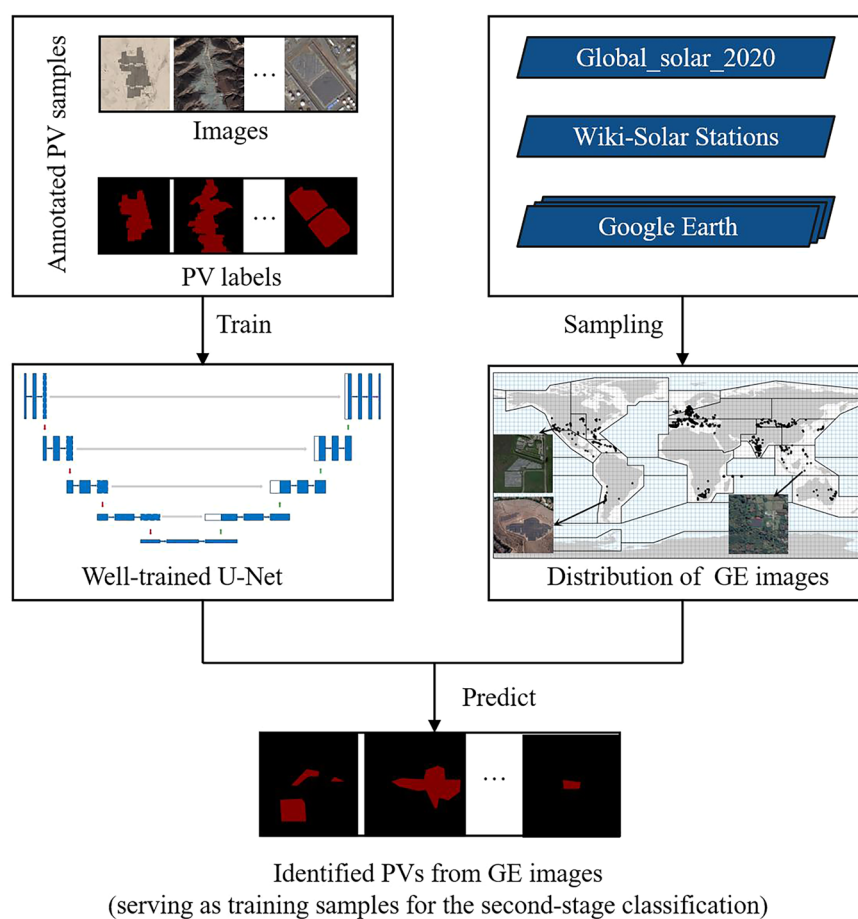 Annotated PV samples
Images
PV labels
Global_solar_2020
Wiki-Solar Stations
Google Earth
Train
Sampling
Well-trained U-Net
Distribution of GE images
Predict
Identified PVs from GE images
(serving as training samples for the second-stage classification)